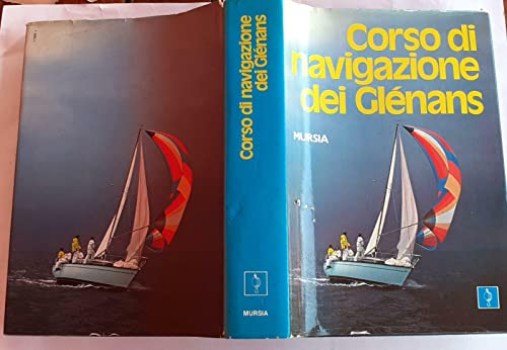 Corso di navigazione
dei Glénans
MURSIA
Corso di
navigazione
dei Glénans
MURSIA